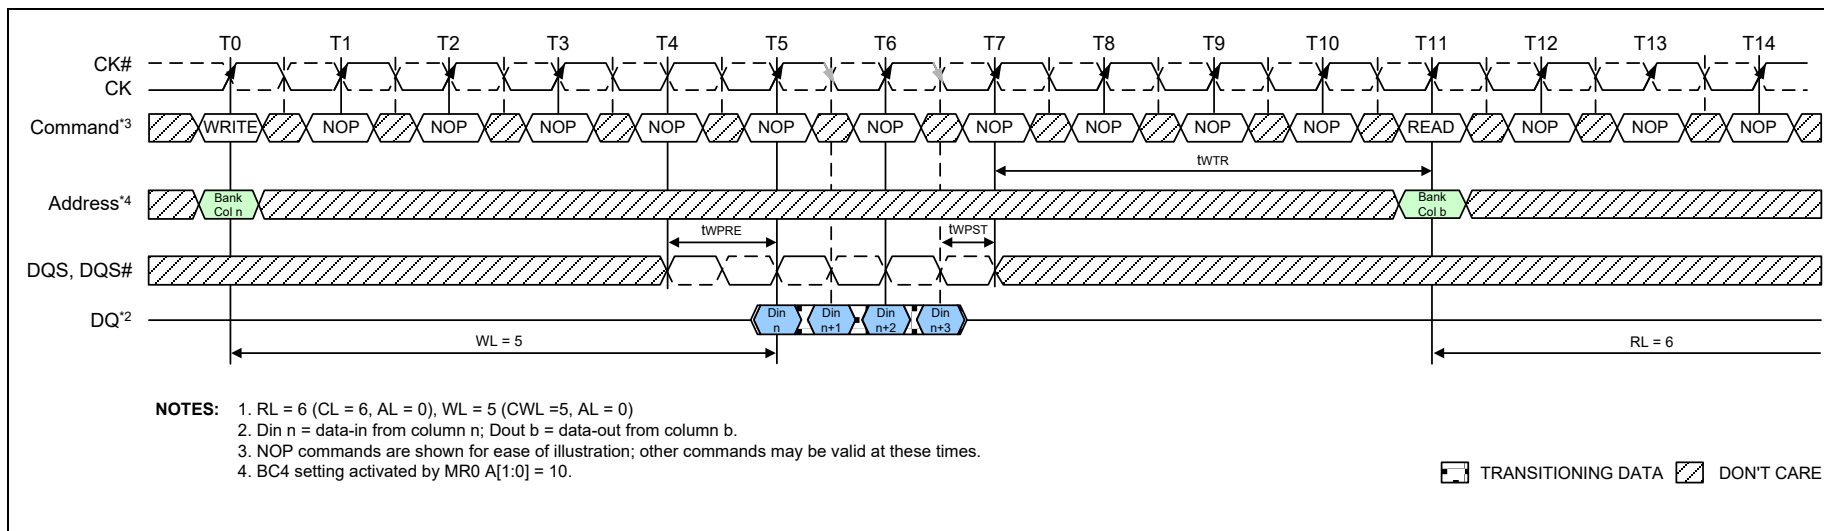 T0 T1 T2 T3 T4 T5 T6 T7 T8 T9 T10 T11 T12 T13 T14
CK#
CK
Command*3 WRITE NOP NOP NOP NOP NOP NOP NOP NOP NOP NOP READ NOP NOP NOP
tWTR
Address*4 Bank Col n Bank Col b
tWPRE tWPST
DQS, DQS#
DQ*2 Din n Din n+1 Din n+2 Din n+3
WL = 5 RL = 6
NOTES: 1. RL = 6 (CL = 6, AL = 0), WL = 5 (CWL =5, AL = 0)
2. Din n = data-in from column n; Dout b = data-out from column b.
3. NOP commands are shown for ease of illustration; other commands may be valid at these times.
4. BC4 setting activated by MR0 A[1:0] = 10.
TRANSITIONING DATA DON'T CARE